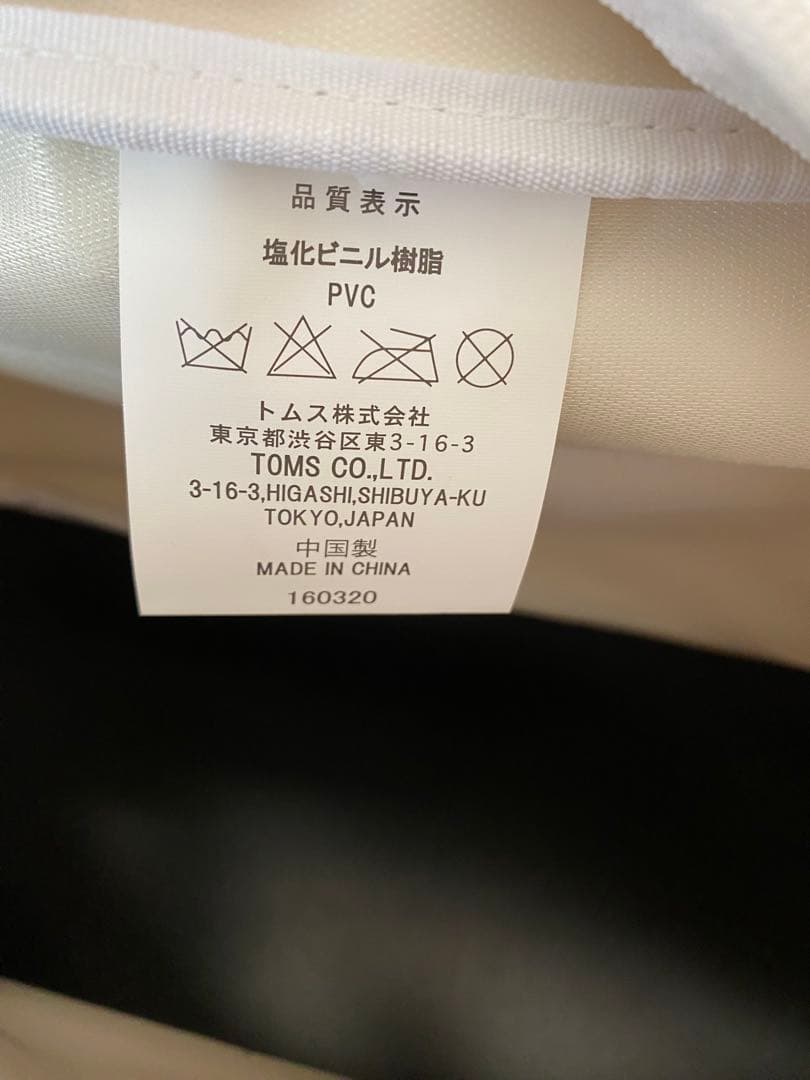 品質表示
塩化ビニル樹脂
PVC
トムス株式会社
東京都渋谷区東3-16-3
TOMS CO.,LTD.
3-16-3,HIGASHI,SHIBUYA-KU
TOKYO,JAPAN
中国製
MADE IN CHINA
160320